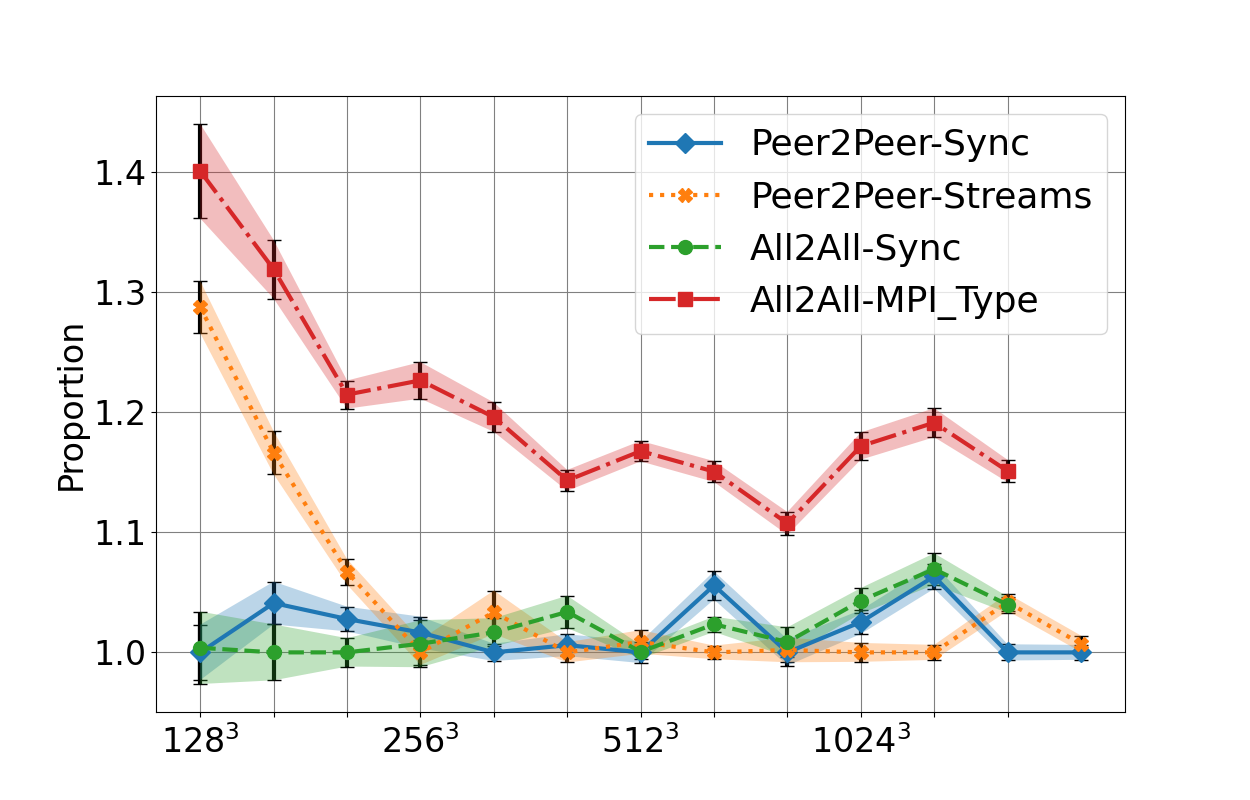 Proportion
1.4
1.3
1.2
1.1
1.0
128³
256³
512³
1024³
Peer2Peer-Sync
Peer2Peer-Streams
All2All-Sync
All2All-MPI_Type